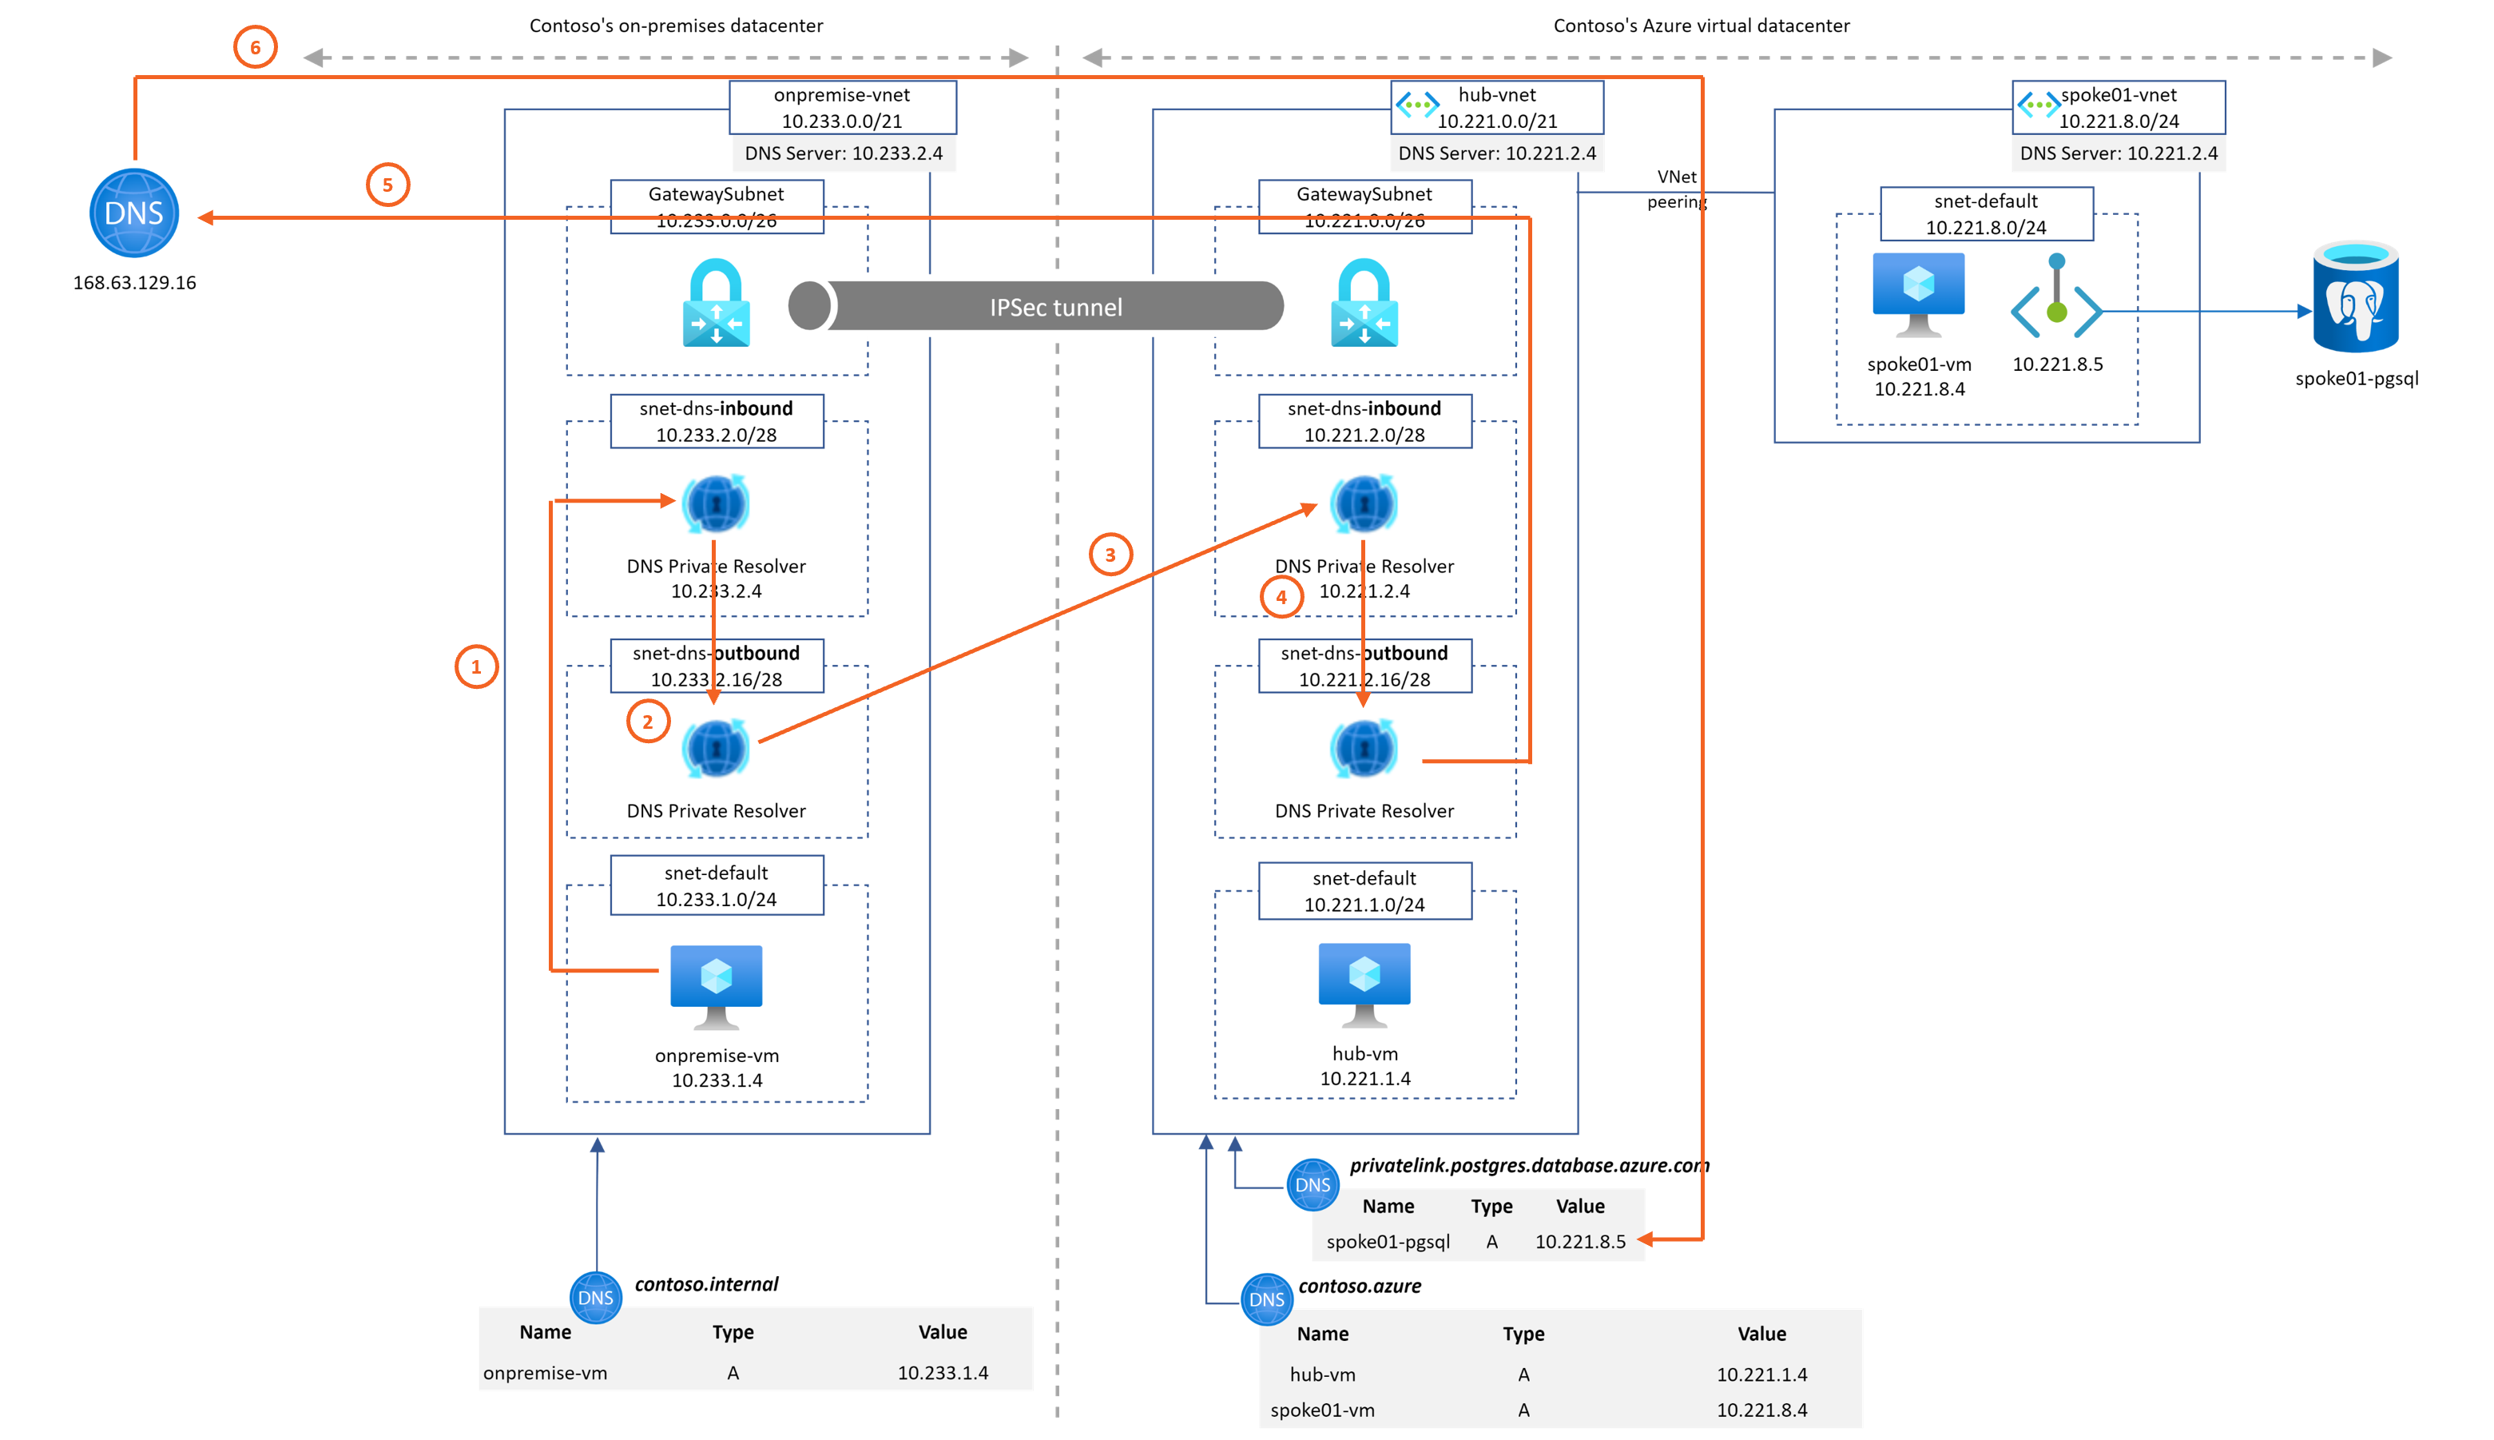 Contoso's on-premises datacenter
Contoso's Azure virtual datacenter
6
onpremise-vnet
10.233.0.0/21
DNS Server: 10.233.2.4
hub-vnet
10.221.0.0/21
DNS Server: 10.221.2.4
spoke01-vnet
10.221.8.0/24
DNS Server: 10.221.2.4
DNS
168.63.129.16
5
GatewaySubnet
10.233.0.0/26
GatewaySubnet
10.221.0.0/26
VNet
peering
snet-default
10.221.8.0/24
IPSec tunnel
spoke01-vm
10.221.8.4
10.221.8.5
spoke01-pgsql
snet-dns-inbound
10.233.2.0/28
DNS Private Resolver
10.233.2.4
snet-dns-inbound
10.221.2.0/28
DNS Private Resolver
10.221.2.4
3
4
1
snet-dns-outbound
10.233.2.16/28
2
DNS Private Resolver
snet-dns-outbound
10.221.2.16/28
DNS Private Resolver
snet-default
10.233.1.0/24
onpremise-vm
10.233.1.4
snet-default
10.221.1.0/24
hub-vm
10.221.1.4
DNS
privatelink.postgres.database.azure.com
Name Type Value
spoke01-pgsql A 10.221.8.5
DNS
contoso.internal
Name Type Value
onpremise-vm A 10.233.1.4
DNS
contoso.azure
Name Type Value
hub-vm A 10.221.1.4
spoke01-vm A 10.221.8.4